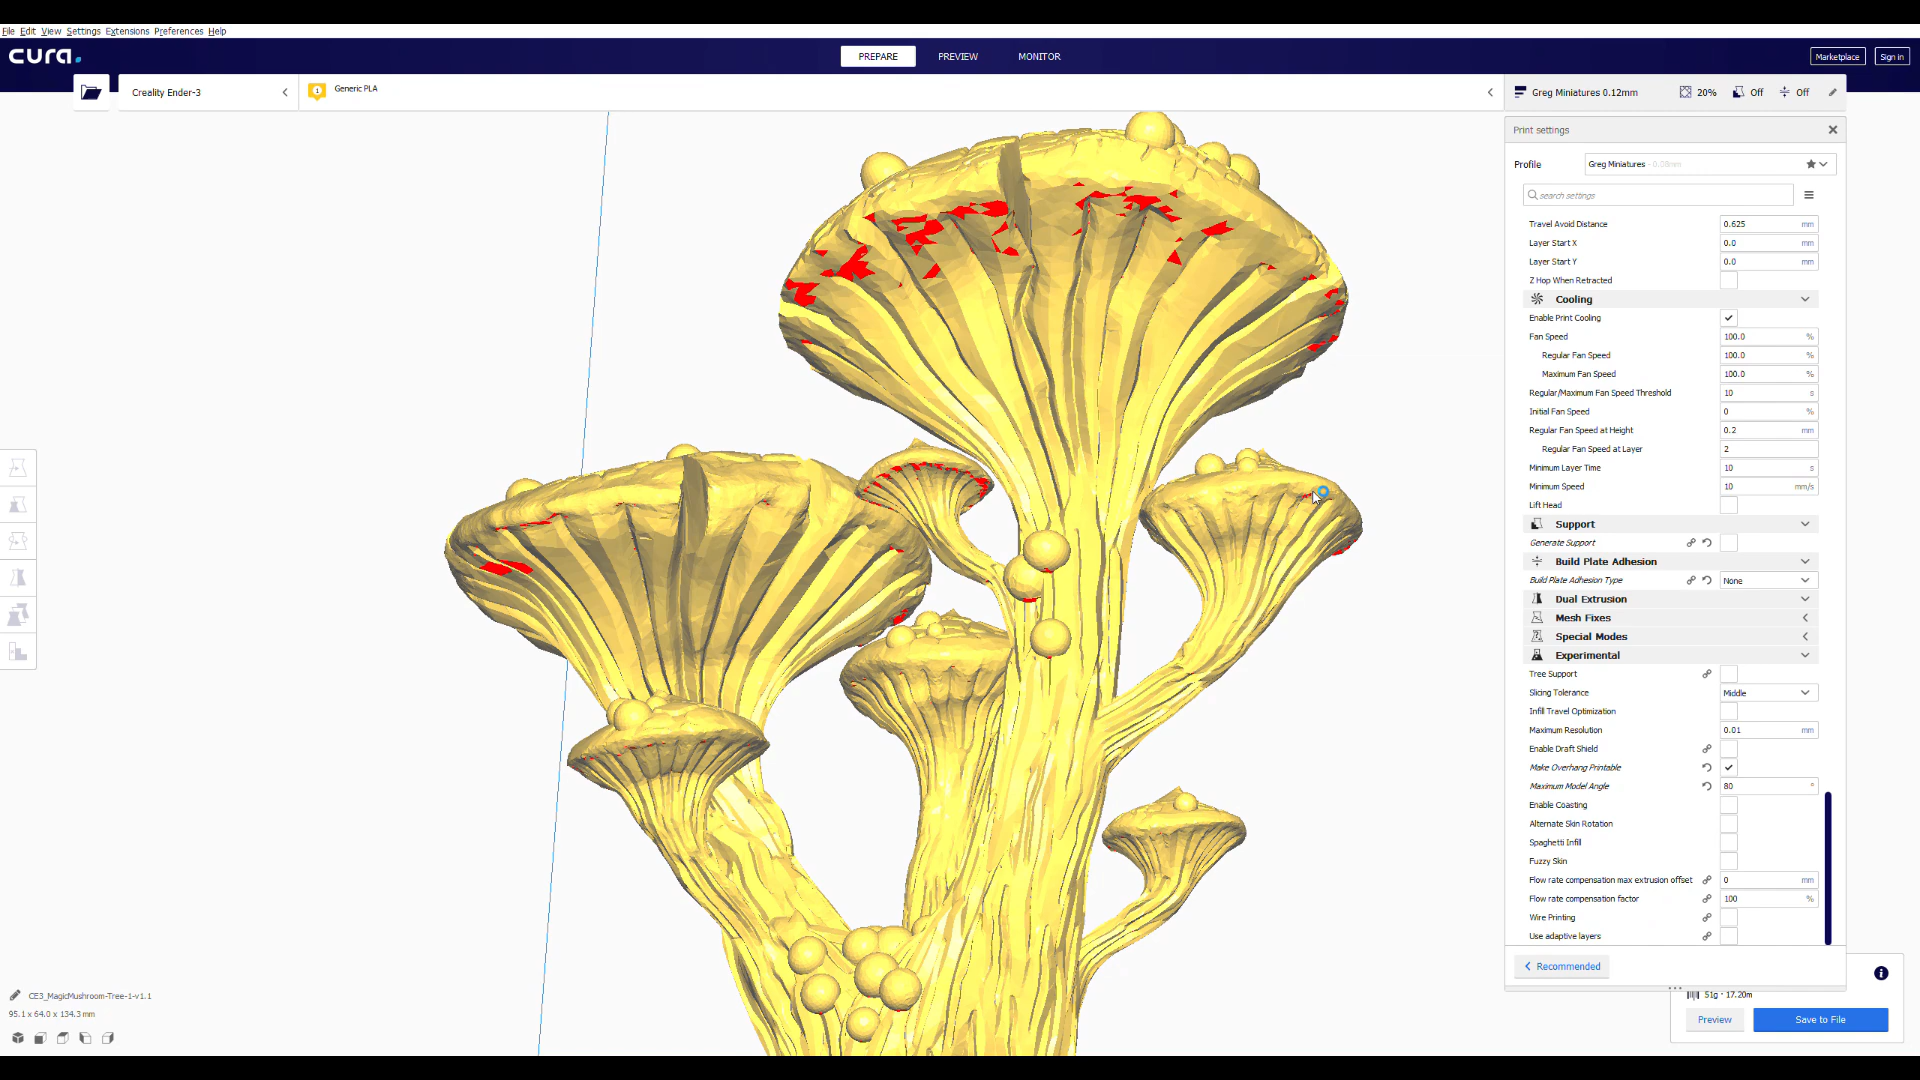 File Edit View Settings Extensions Preferences Help
cura.
PREPARE PREVIEW MONITOR
Marketplace Sign in
Creality Ender-3
1 Generic PLA
Greg Miniatures 0.12mm 20% Off Off
Print settings
Profile Greg Miniatures - 0.08mm
search settings
Travel Avoid Distance 0.625 mm
Layer Start X 0.0 mm
Layer Start Y 0.0 mm
Z Hop When Retracted
Cooling
Enable Print Cooling
Fan Speed 100.0 %
Regular Fan Speed 100.0 %
Maximum Fan Speed 100.0 %
Regular/Maximum Fan Speed Threshold 10 s
Initial Fan Speed 0 %
Regular Fan Speed at Height 0.2 mm
Regular Fan Speed at Layer 2
Minimum Layer Time 10 s
Minimum Speed 10 mm/s
Lift Head
Support
Generate Support
Build Plate Adhesion
Build Plate Adhesion Type None
Dual Extrusion
Mesh Fixes
Special Modes
Experimental
Tree Support
Slicing Tolerance Middle
Infill Travel Optimization
Maximum Resolution 0.01 mm
Enable Draft Shield
Make Overhang Printable
Maximum Model Angle 80 °
Enable Coasting
Alternate Skin Rotation
Spaghetti Infill
Fuzzy Skin
Flow rate compensation max extrusion offset 0 mm
Flow rate compensation factor 100 %
Wire Printing
Use adaptive layers
Recommended
51g · 17.20m
Preview Save to File
CE3_MagicMushroom-Tree-1-v1.1
95.1 x 64.0 x 134.3 mm